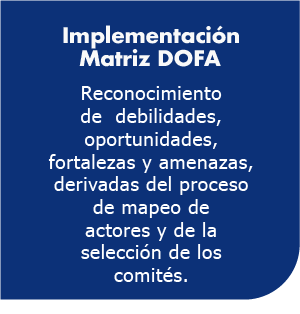 Implementación
Matriz DOFA
Reconocimiento
de debilidades,
oportunidades,
fortalezas y amenazas,
derivadas del proceso
de mapeo de
actores y de la
selección de los
comités.